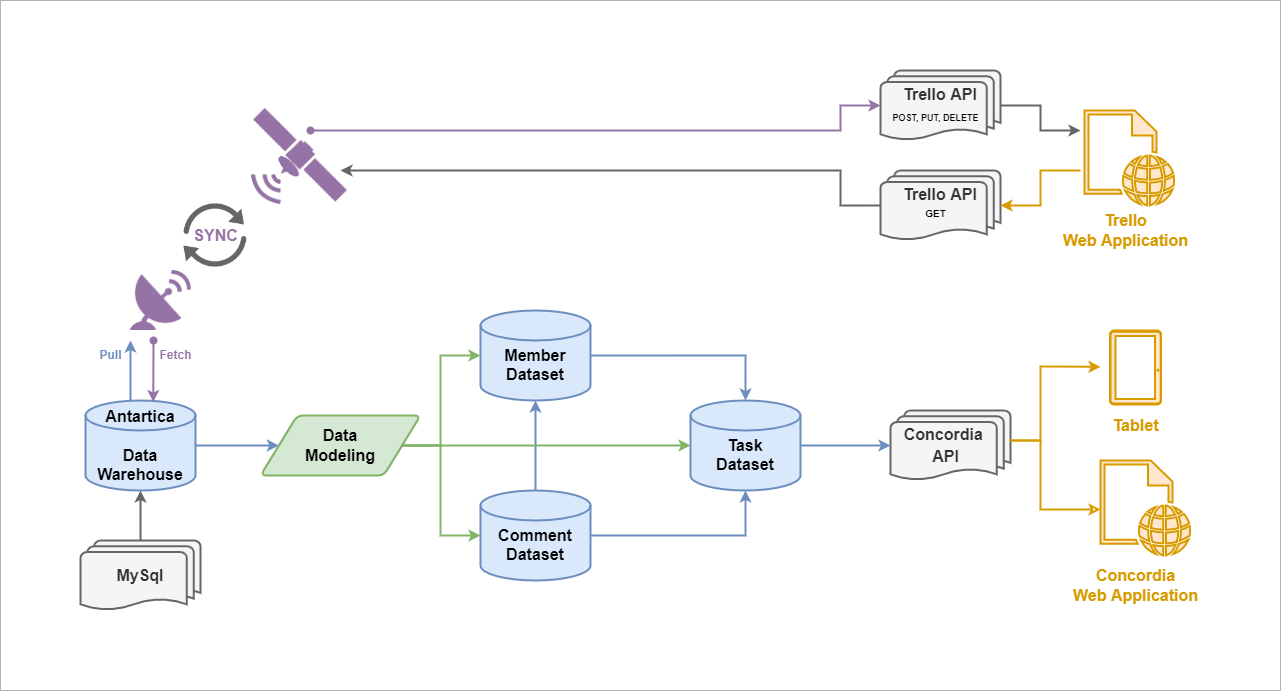 Trello API
POST, PUT, DELETE
Trello API
GET
Trello
Web Application
SYNC
Pull
Fetch
Antartica
Data
Warehouse
MySql
Data
Modeling
Member
Dataset
Comment
Dataset
Task
Dataset
Concordia
API
Tablet
Concordia
Web Application